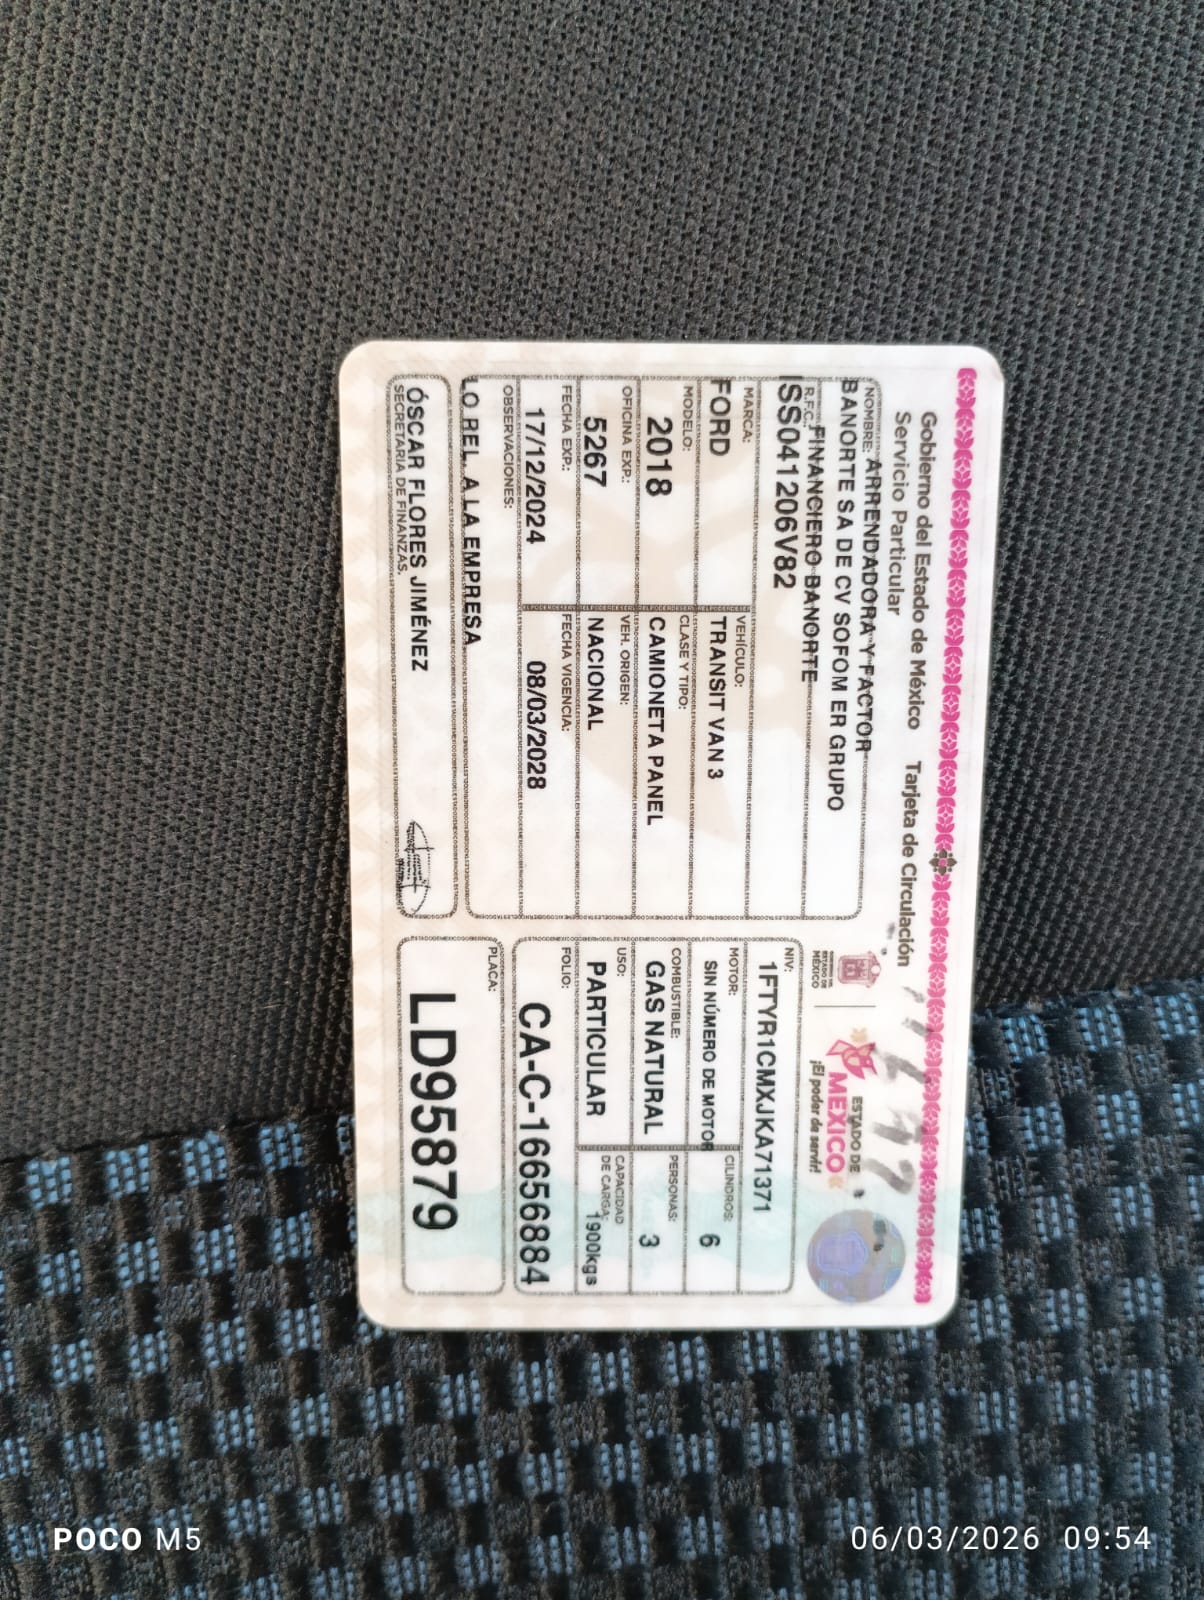 Gobierno del Estado de México Tarjeta de Circulación
Servicio Particular
GOBIERNO DEL
ESTADO DE
MÉXICO
ESTADO DE
MÉXICO
¡El poder de servir!
NOMBRE: ARRENDADORA Y FACTOR
BANORTE SA DE CV SOFOM ER GRUPO
FINANCIERO BANORTE
R.F.C.:
ISS041206V82
MARCA:
FORD
VEHÍCULO:
TRANSIT VAN 3
MODELO:
2018
CLASE Y TIPO:
CAMIONETA PANEL
OFICINA EXP.:
5267
VEH. ORIGEN:
NACIONAL
FECHA EXP.:
17/12/2024
FECHA VIGENCIA:
08/03/2028
OBSERVACIONES:
LO REL. A LA EMPRESA
ÓSCAR FLORES JIMÉNEZ
SECRETARIA DE FINANZAS.
NIV:
1FTYR1CMXJKA71371
MOTOR:
SIN NÚMERO DE MOTOR
CILINDROS:
6
COMBUSTIBLE:
GAS NATURAL
PERSONAS:
3
USO:
PARTICULAR
CAPACIDAD
DE CARGA: 1900kgs
FOLIO:
CA-C-16656884
PLACA:
LD95879
POCO M5
06/03/2026 09:54